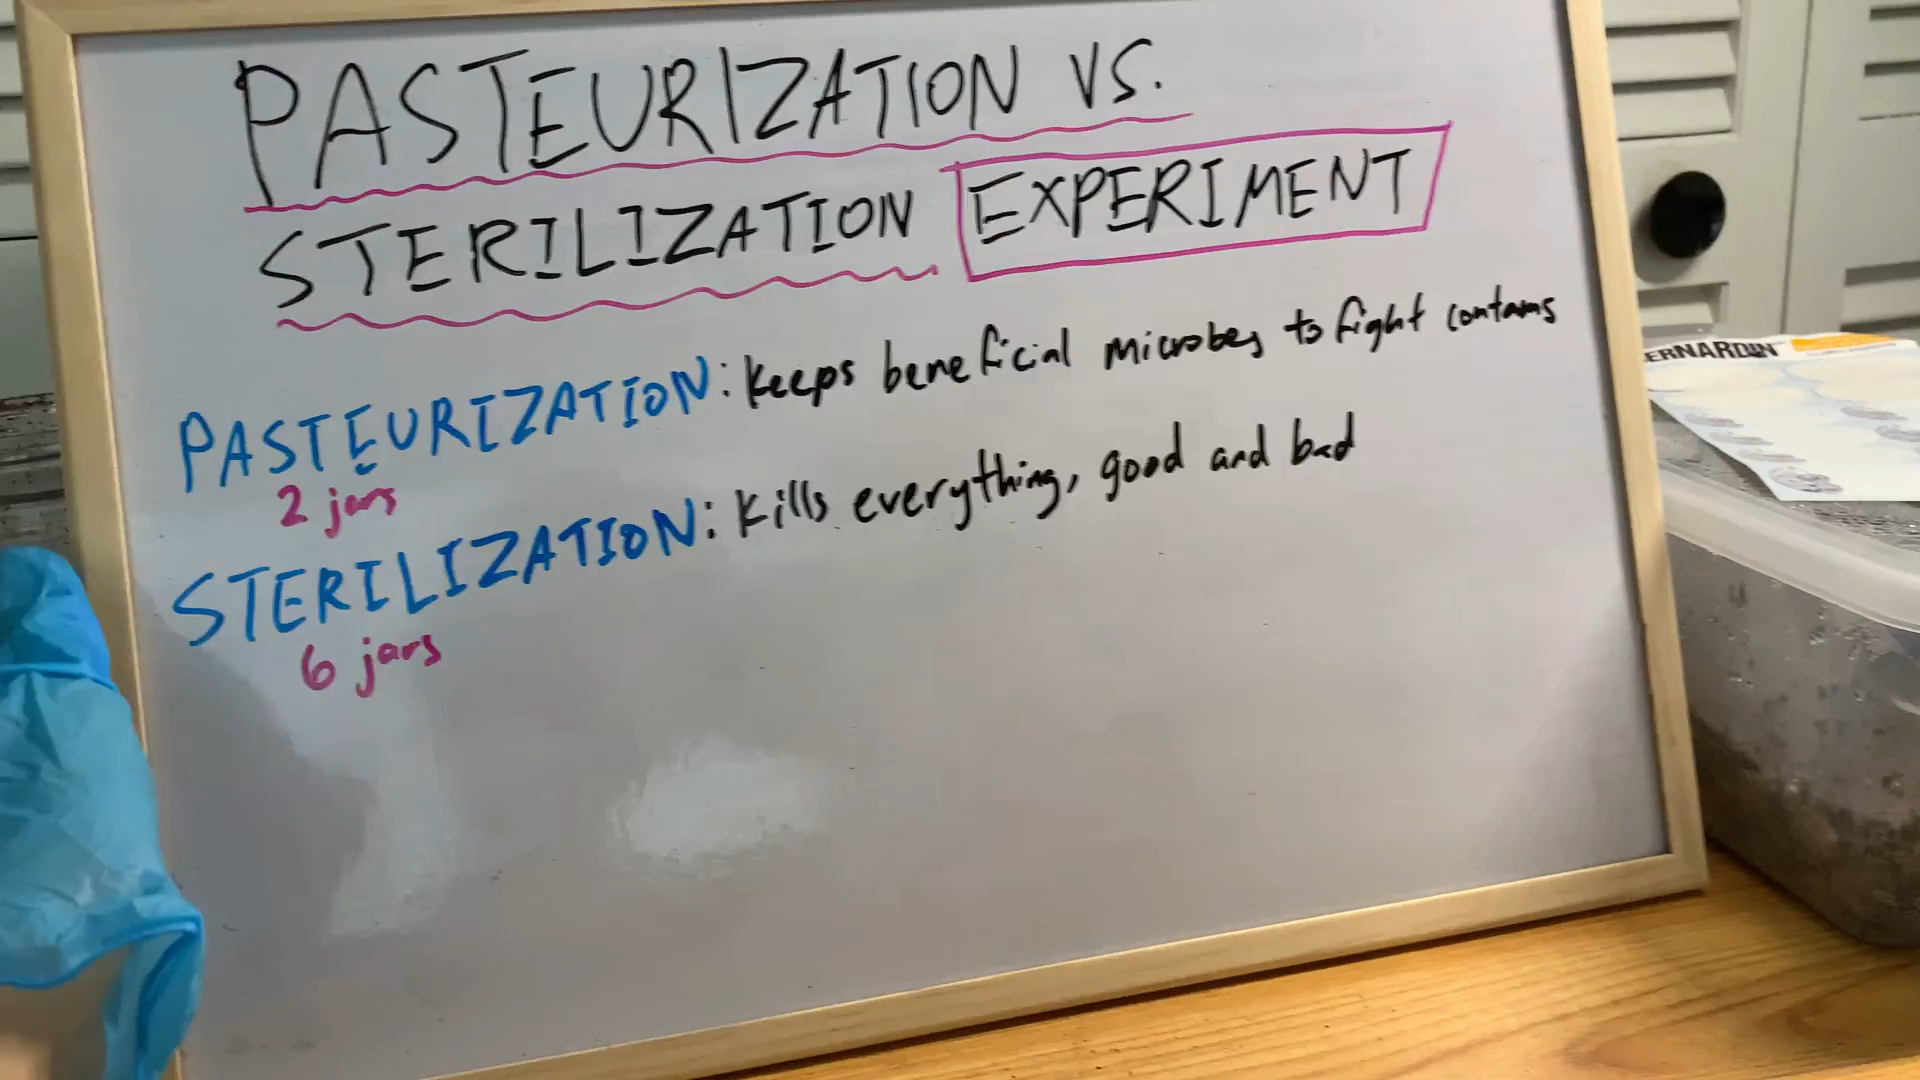 PASTEURIZATION VS.
STERILIZATION EXPERIMENT
PASTEURIZATION: Keeps beneficial microbes to fight contams
2 jars
STERILIZATION: Kills everything, good and bad
6 jars
ERNARDIN